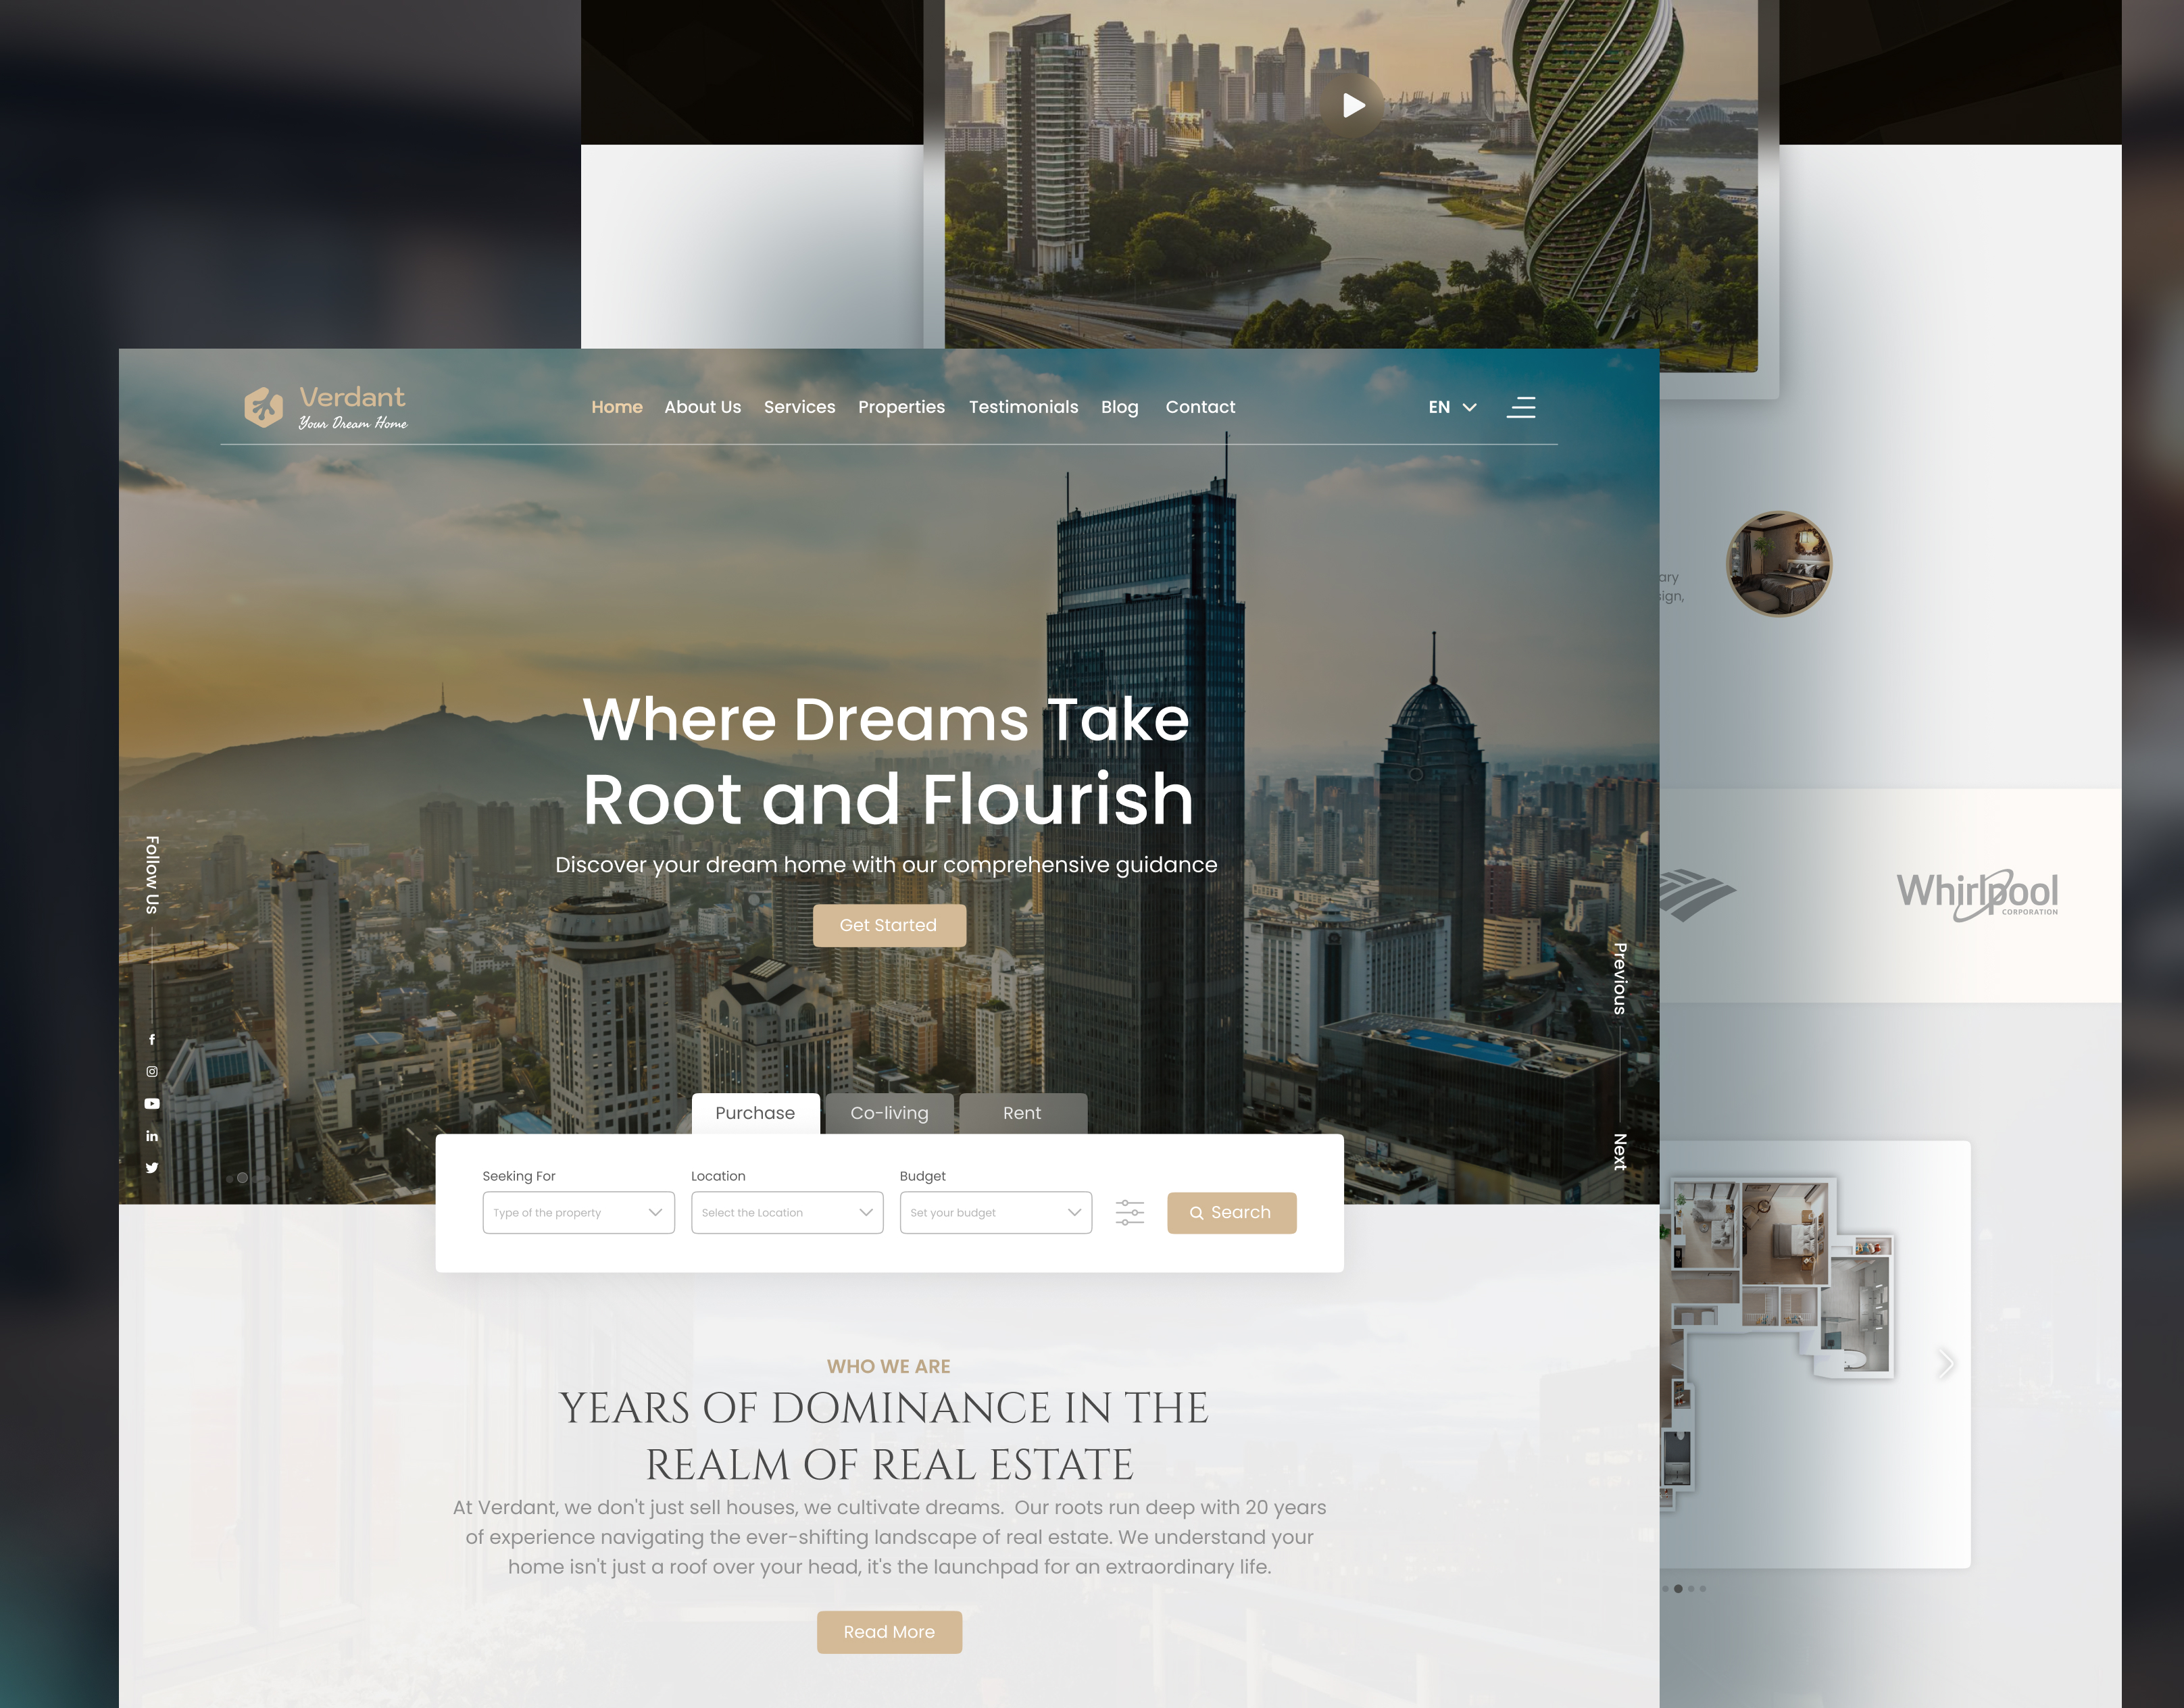 Verdant
Your Dream Home
Home About Us Services Properties Testimonials Blog Contact
EN
Where Dreams Take
Root and Flourish
Discover your dream home with our comprehensive guidance
Get Started
Follow Us
Previous
Next
Purchase Co-living Rent
Seeking For Location Budget
Type of the property Select the Location Set your budget Search
WHO WE ARE
YEARS OF DOMINANCE IN THE
REALM OF REAL ESTATE
At Verdant, we don't just sell houses, we cultivate dreams. Our roots run deep with 20 years
of experience navigating the ever-shifting landscape of real estate. We understand your
home isn't just a roof over your head, it's the launchpad for an extraordinary life.
Read More
Whirlpool
CORPORATION